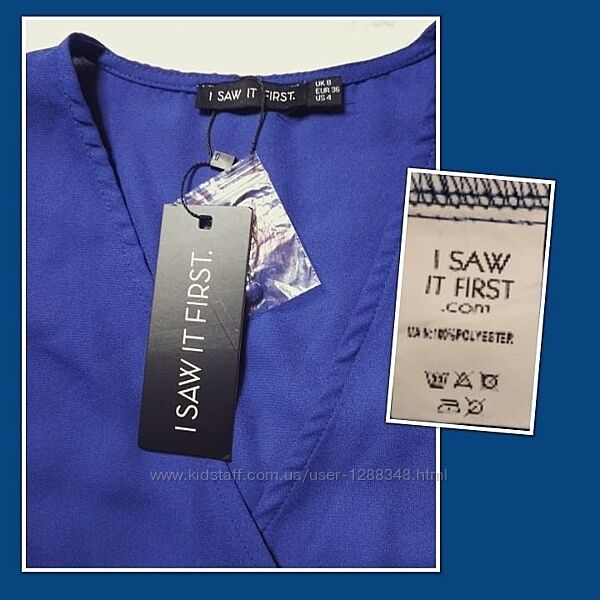 I SAW IT FIRST.
UK 8
EUR 36
US 4
I SAW IT FIRST.
I SAW
IT FIRST
.com
MAIN:100%POLYESTER
www.kidstaff.com.ua/user-1288348.html